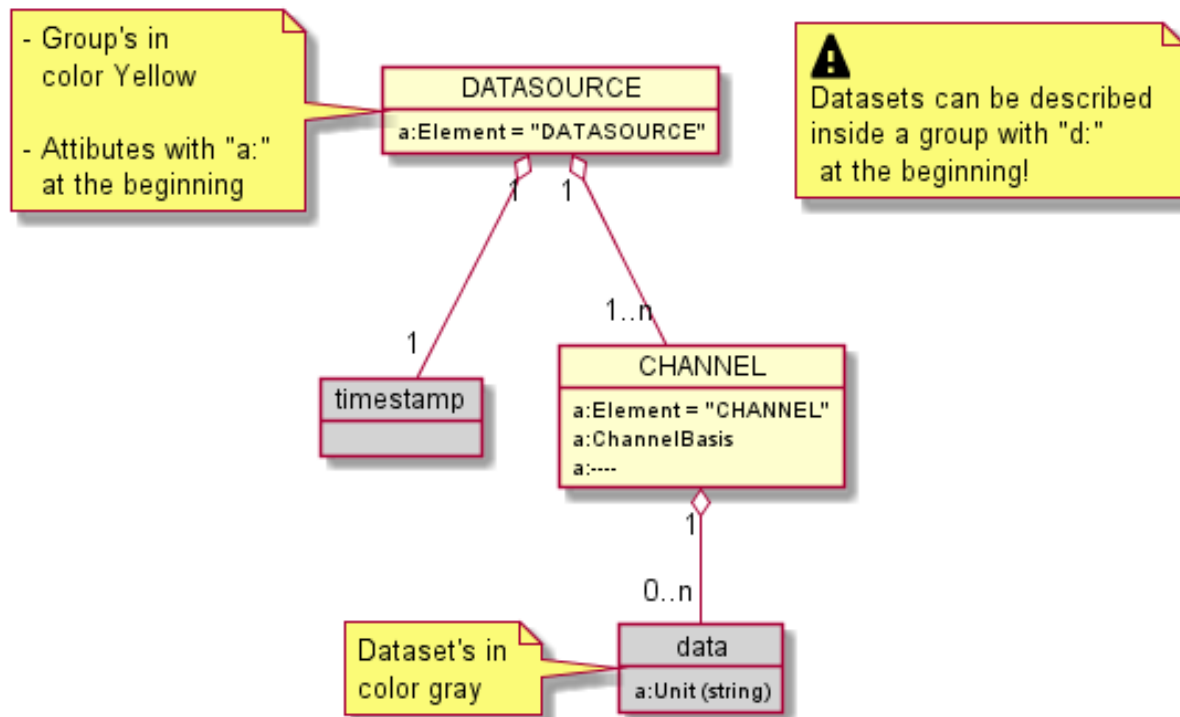 - Group's in
color Yellow
- Attibutes with "a:"
at the beginning
DATASOURCE
a:Element = "DATASOURCE"
Datasets can be described
inside a group with "d:"
at the beginning!
1
1
1
1..n
timestamp
CHANNEL
a:Element = "CHANNEL"
a:ChannelBasis
a:----
1
0..n
Dataset's in
color gray
data
a:Unit (string)